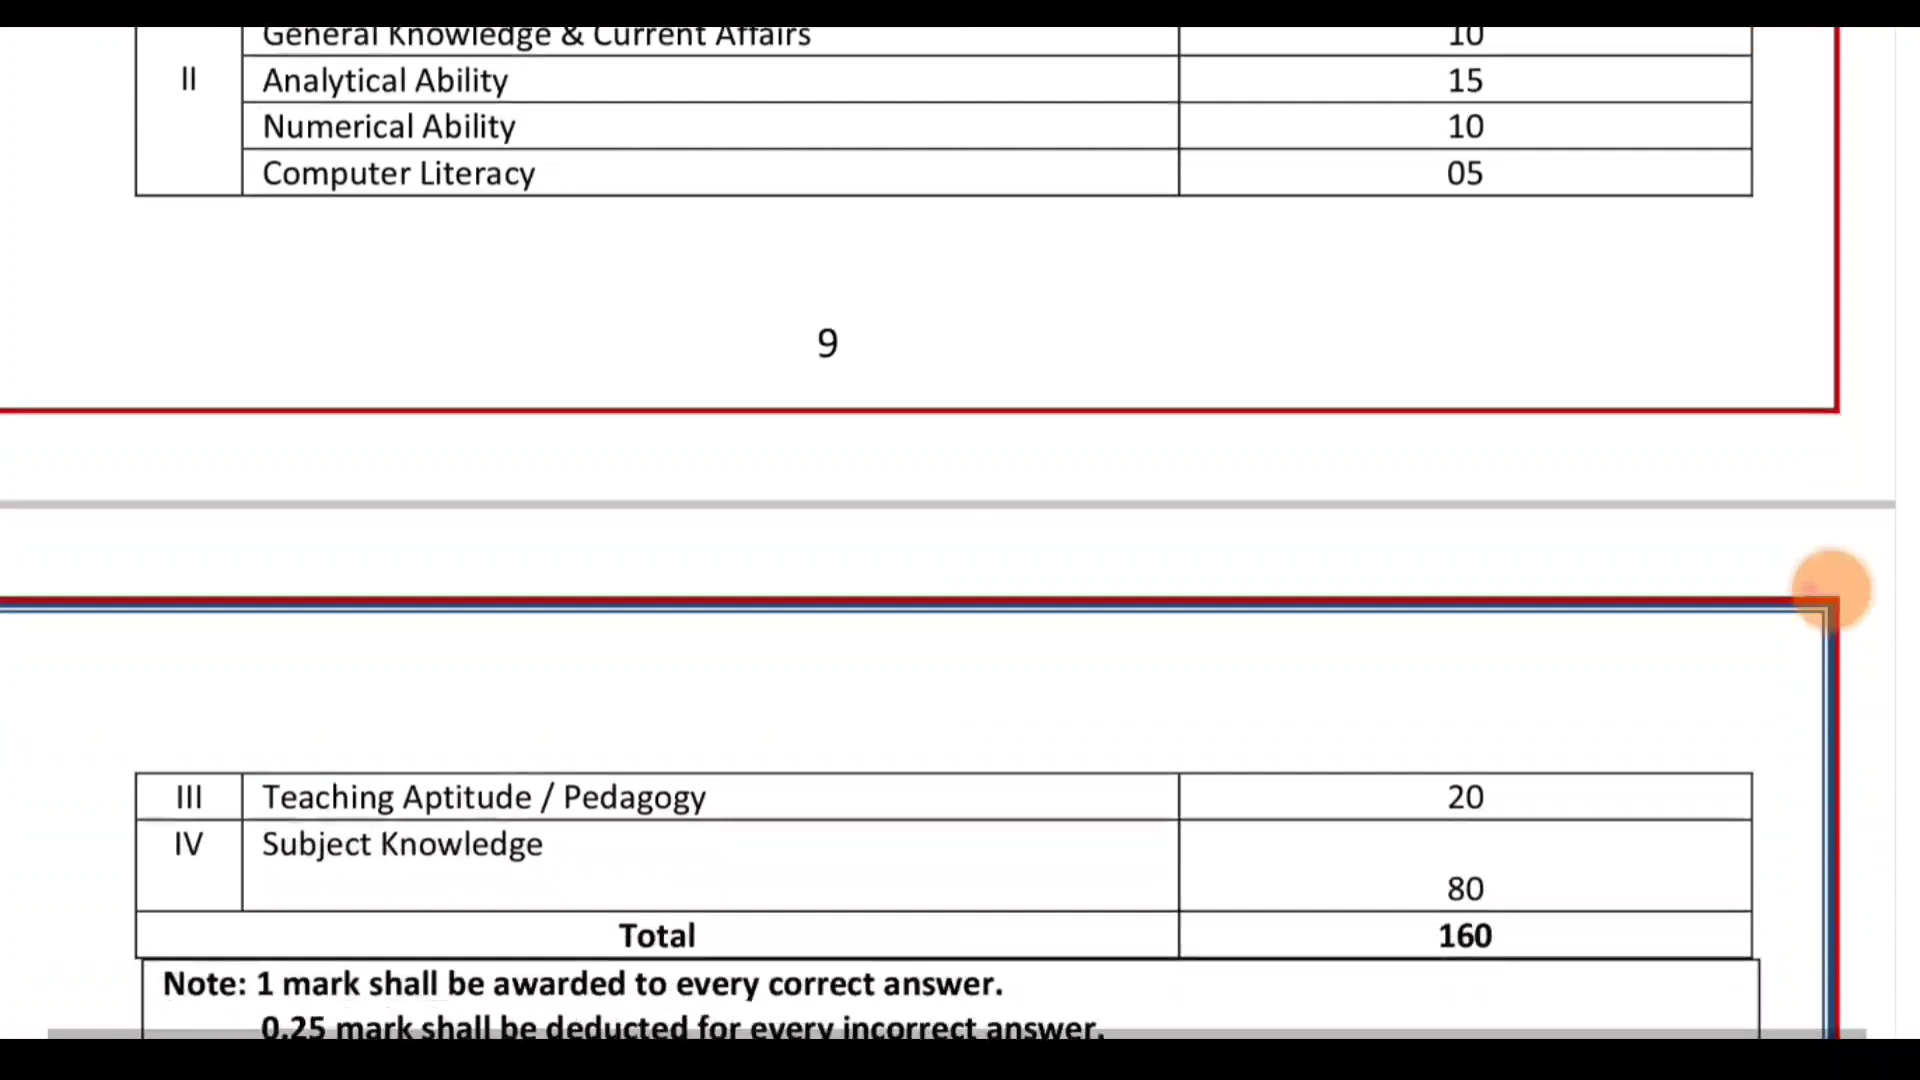 General Knowledge & Current Affairs 10
II Analytical Ability 15
Numerical Ability 10
Computer Literacy 05
9
III Teaching Aptitude / Pedagogy 20
IV Subject Knowledge
80
Total 160
Note: 1 mark shall be awarded to every correct answer.
0.25 mark shall be deducted for every incorrect answer.